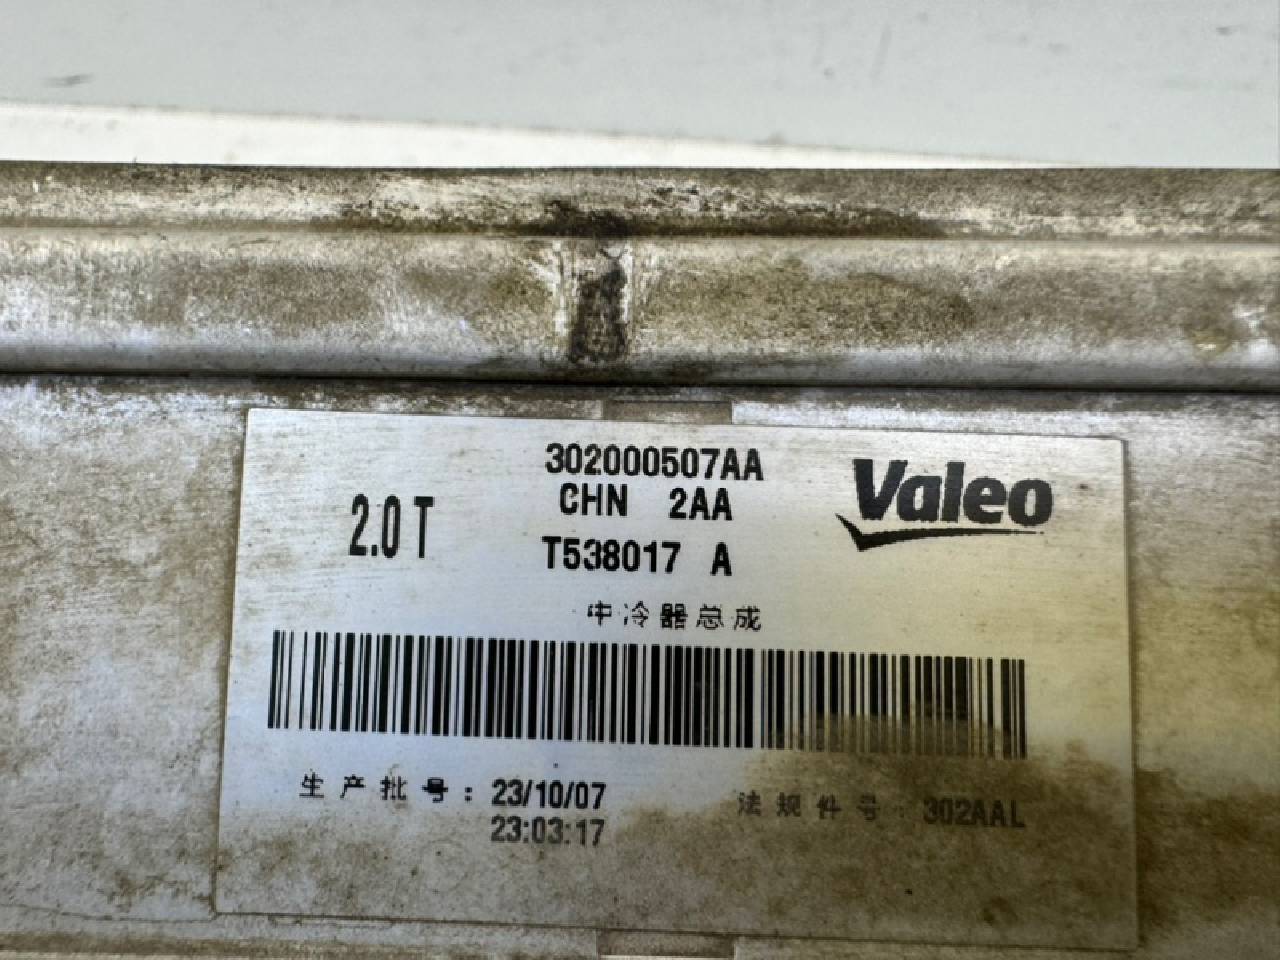 302000507AA
CHN 2AA
2.0T
T538017 A
Valeo
中冷器总成
生产批号: 23/10/07
23:03:17
法规件号: 302AAL